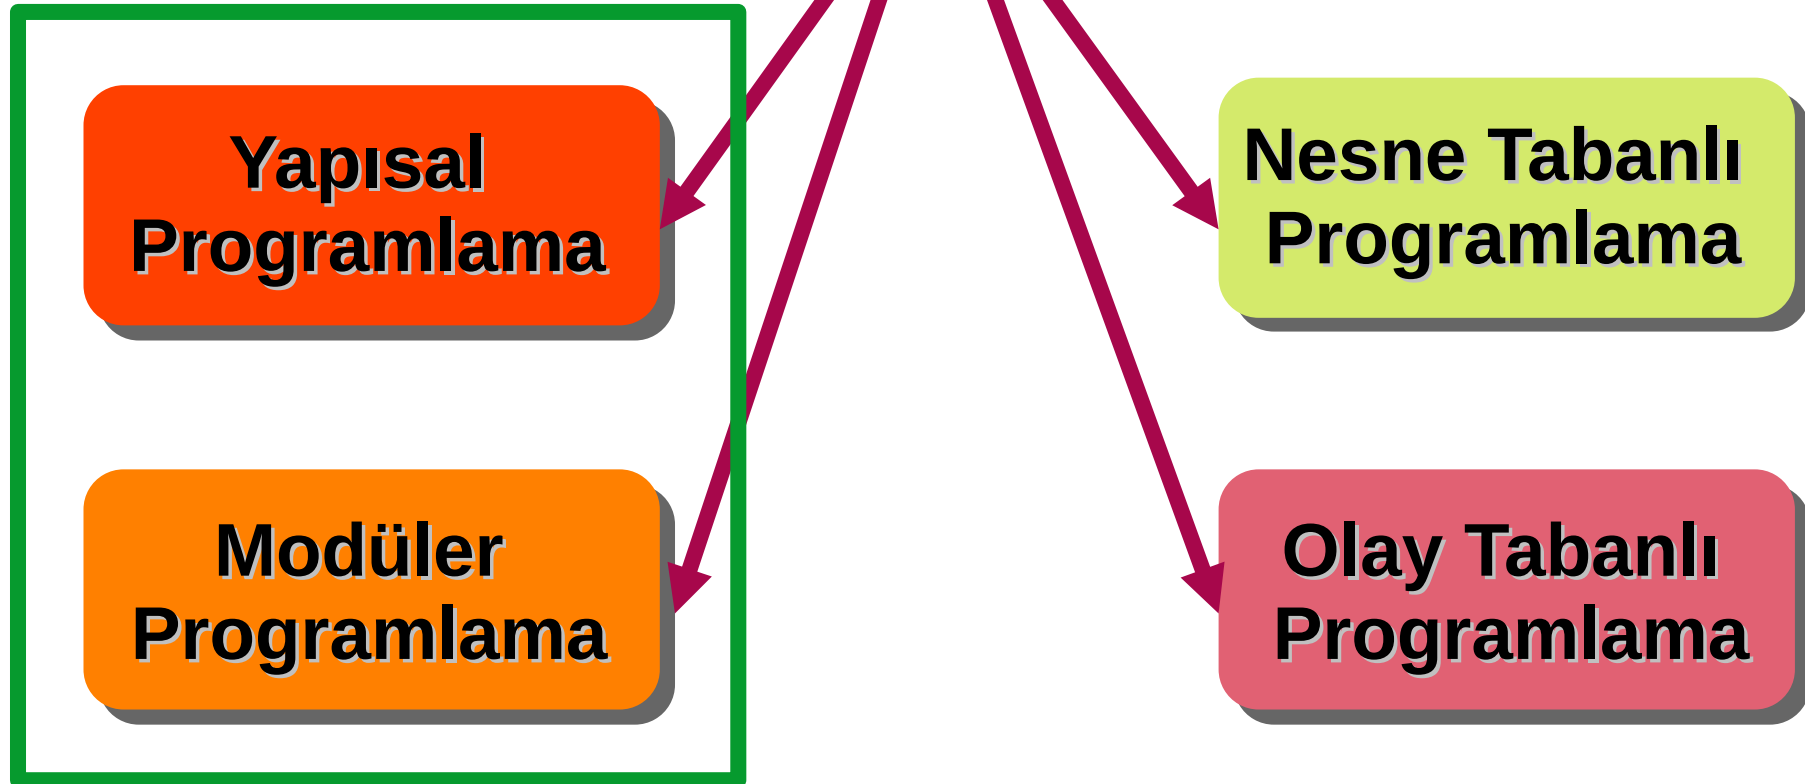 Yapısal
Programlama
Nesne Tabanlı
Programlama
Modüler
Programlama
Olay Tabanlı
Programlama